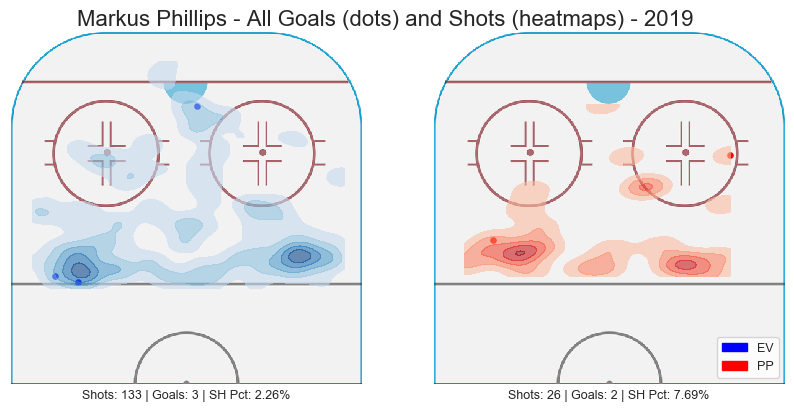 Markus Phillips - All Goals (dots) and Shots (heatmaps) - 2019
EV
PP
Shots: 133 | Goals: 3 | SH Pct: 2.26%
Shots: 26 | Goals: 2 | SH Pct: 7.69%